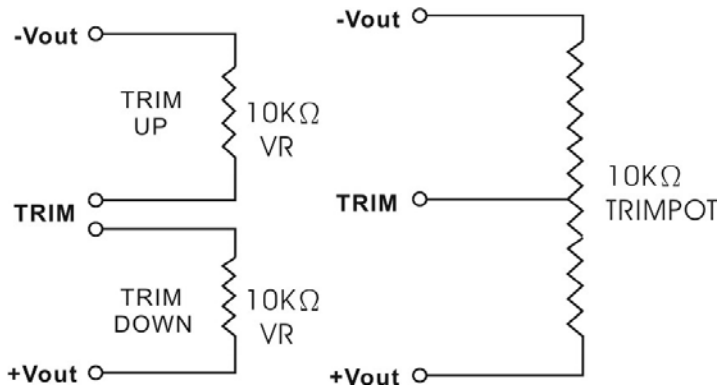 -Vout
TRIM
UP
10KΩ
VR
TRIM
TRIM
DOWN
10KΩ
VR
+Vout
-Vout
TRIM
10KΩ
TRIMPOT
+Vout